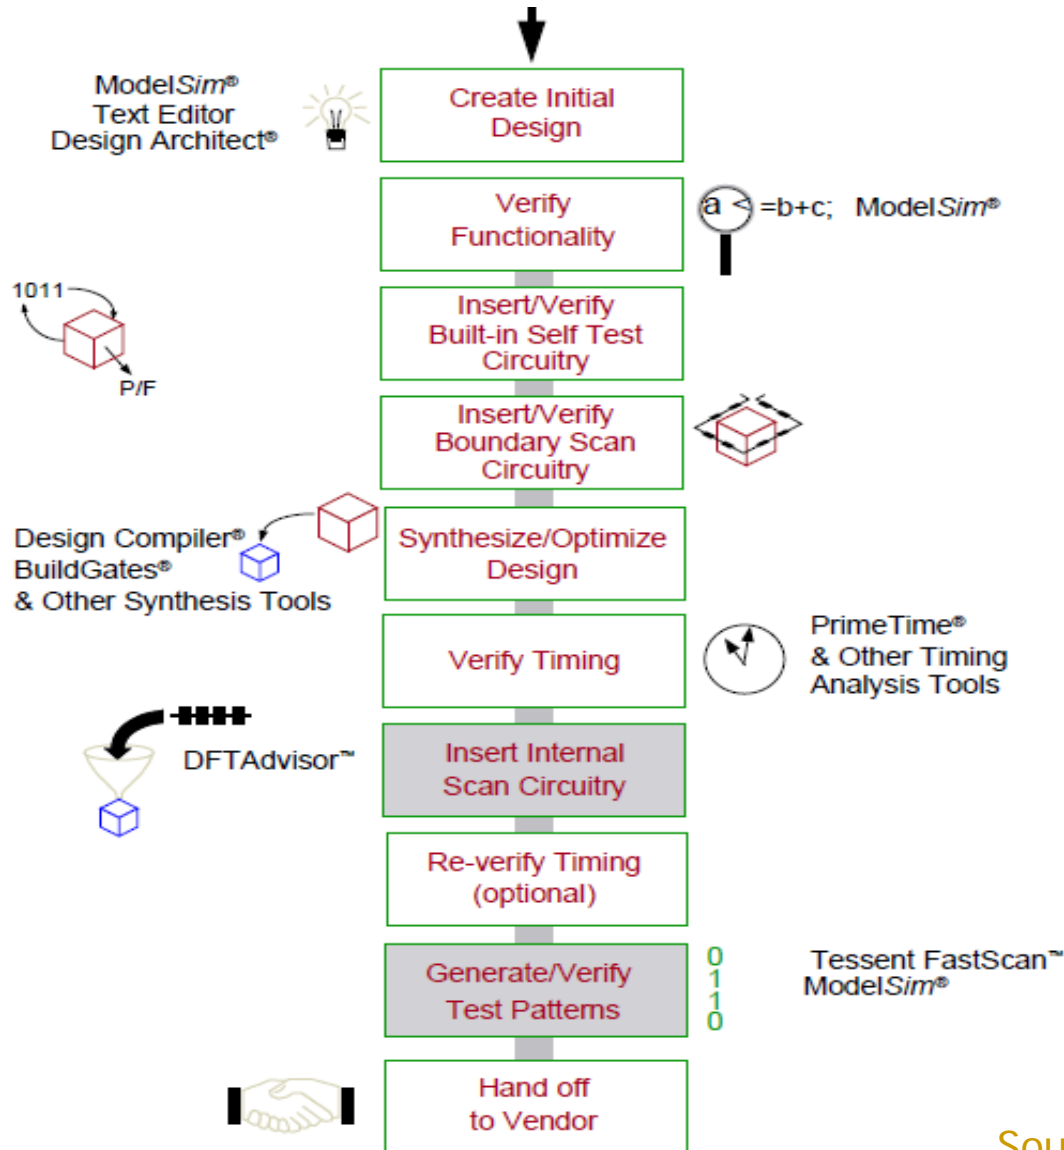 ModelSim®
Text Editor
Design Architect®
Create Initial
Design
Verify
Functionality
a <=b+c; ModelSim®
1011
P/F
Insert/Verify
Built-in Self Test
Circuitry
Insert/Verify
Boundary Scan
Circuitry
Design Compiler®
BuildGates®
& Other Synthesis Tools
Synthesize/Optimize
Design
Verify Timing
PrimeTime®
& Other Timing
Analysis Tools
DFTAdvisor™
Insert Internal
Scan Circuitry
Re-verify Timing
(optional)
Generate/Verify
Test Patterns
0
1
1
0
Tessent FastScan™
ModelSim®
Hand off
to Vendor